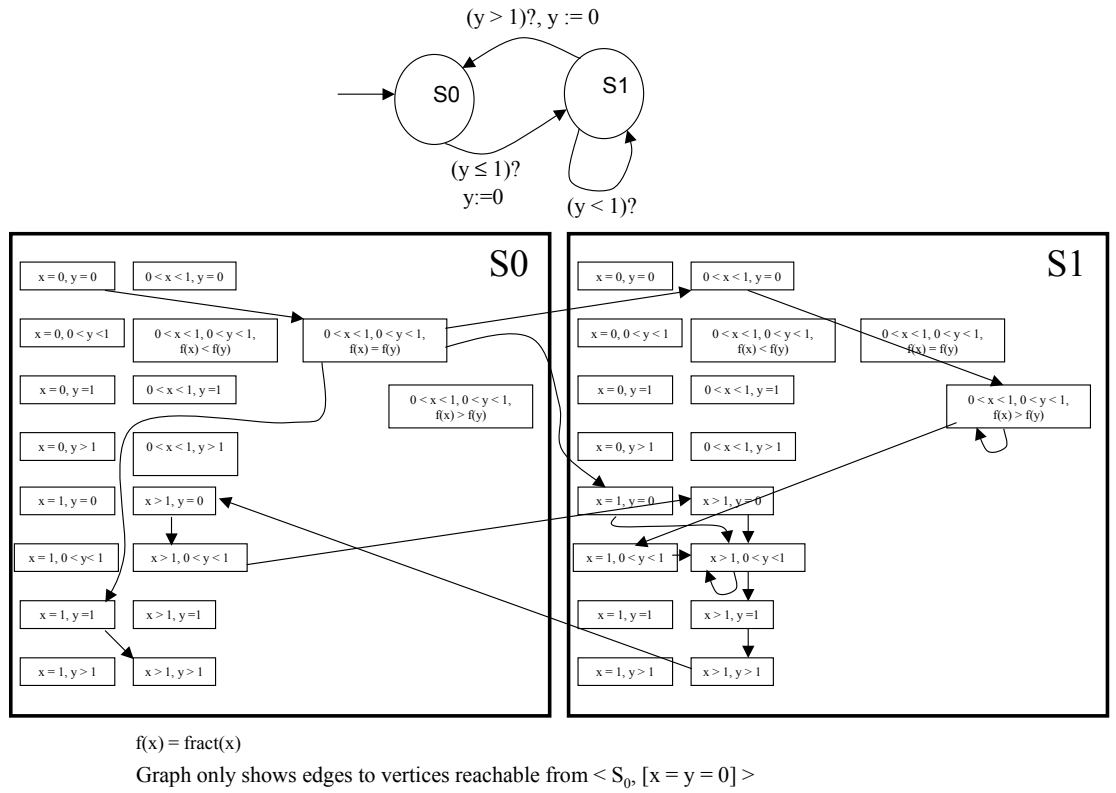 (y > 1)?, y := 0
S0
S1
(y ≤ 1)?
y:=0
(y < 1)?
S0
x = 0, y = 0
0 < x < 1, y = 0
x = 0, 0 < y <1
0 < x < 1, 0 < y < 1,
f(x) < f(y)
0 < x < 1, 0 < y < 1,
f(x) = f(y)
x = 0, y =1
0 < x < 1, y =1
0 < x < 1, 0 < y < 1,
f(x) > f(y)
x = 0, y > 1
0 < x < 1, y > 1
x = 1, y = 0
x > 1, y = 0
x = 1, 0 < y< 1
x > 1, 0 < y < 1
x = 1, y =1
x > 1, y =1
x = 1, y > 1
x > 1, y > 1
S1
x = 0, y = 0
0 < x < 1, y = 0
x = 0, 0 < y < 1
0 < x < 1, 0 < y < 1,
f(x) < f(y)
0 < x < 1, 0 < y < 1,
f(x) = f(y)
x = 0, y =1
0 < x < 1, y =1
0 < x < 1, 0 < y < 1,
f(x) > f(y)
x = 0, y > 1
0 < x < 1, y > 1
x = 1, y = 0
x > 1, y = 0
x = 1, 0 < y < 1
x > 1, 0 < y <1
x = 1, y =1
x > 1, y =1
x = 1, y > 1
x > 1, y > 1
f(x) = fract(x)
Graph only shows edges to vertices reachable from < S₀, [x = y = 0] >